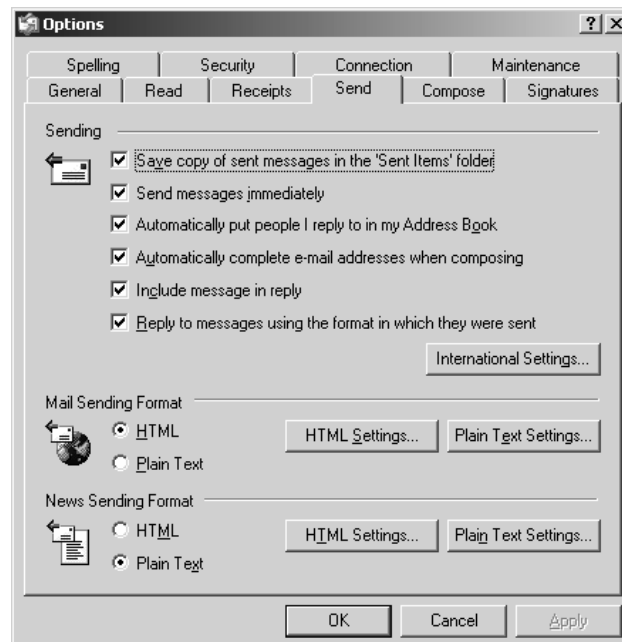 Options
Spelling Security Connection Maintenance
General Read Receipts Send Compose Signatures
Sending
Save copy of sent messages in the 'Sent Items' folder
Send messages immediately
Automatically put people I reply to in my Address Book
Automatically complete e-mail addresses when composing
Include message in reply
Reply to messages using the format in which they were sent
International Settings...
Mail Sending Format
HTML HTML Settings... Plain Text Settings...
Plain Text
News Sending Format
HTML HTML Settings... Plain Text Settings...
Plain Text
OK Cancel Apply